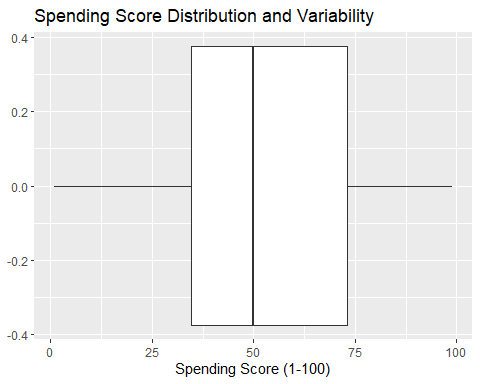 Spending Score Distribution and Variability
0.4
0.2
0.0
-0.2
-0.4
0 25 50 75 100
Spending Score (1-100)